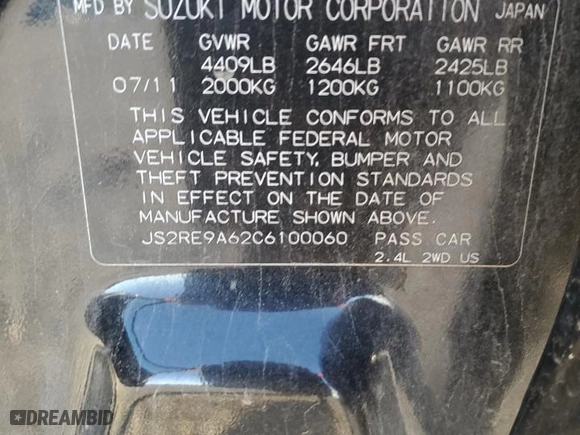 MFD BY SUZUKI MOTOR CORPORATION JAPAN
DATE GVWR GAWR FRT GAWR RR
4409LB 2646LB 2425LB
07/11 2000KG 1200KG 1100KG
THIS VEHICLE CONFORMS TO ALL
APPLICABLE FEDERAL MOTOR
VEHICLE SAFETY, BUMPER AND
THEFT PREVENTION STANDARDS
IN EFFECT ON THE DATE OF
MANUFACTURE SHOWN ABOVE.
JS2RE9A62C6100060 PASS CAR
2.4L 2WD US
DREAMBID